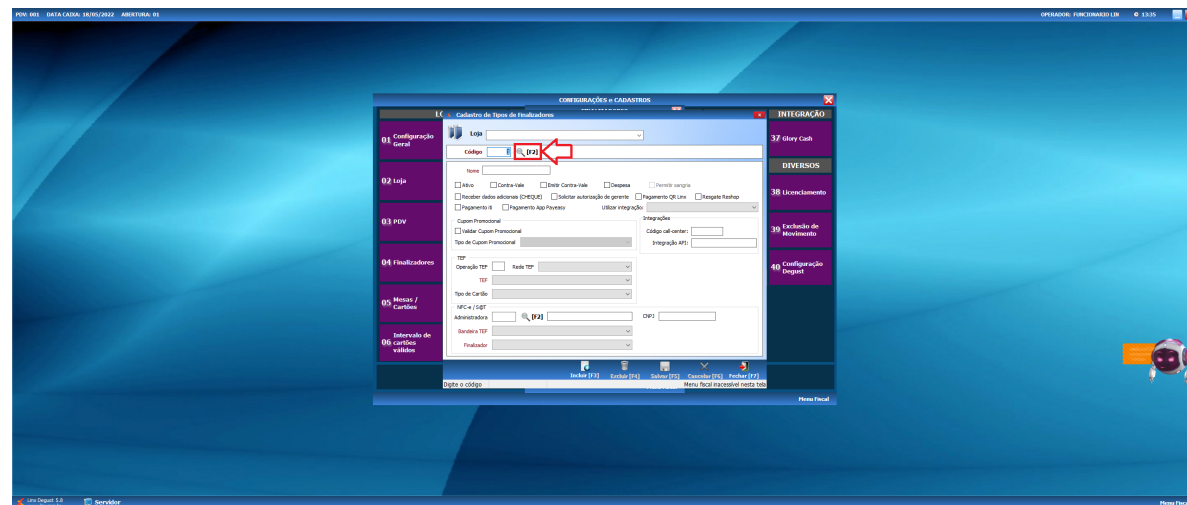 PDV: 001 DATA CAIXA: 18/05/2022 ABERTURA: 01
OPERADOR: FUNCIONARIO LIN
13:35
CONFIGURAÇÕES e CADASTROS
INTEGRAÇÃO
Cadastro de Tipos de Finalizadores
01 Configuração Geral
02 Loja
03 PDV
04 Finalizadores
05 Mesas / Cartões
06 Intervalo de cartões válidos
Loja
Código [F2]
Nome
Ativo Contra-Vale Emitir Contra-Vale Despesa Permitir sangria
Receber dados adicionais (CHEQUE) Solicitar autorização de gerente Pagamento QR Linx Resgate Reshop
Pagamento iti Pagamento App Payeasy Utilizar integração:
Cupom Promocional
Validar Cupom Promocional
Tipo de Cupom Promocional
Integrações
Código call-center:
Integração API:
TEF
Operação TEF Rede TEF
TEF
Tipo de Cartão
NFC-e / S@T
Administradora [F2] CNPJ
Bandeira TEF
Finalizador
Incluir [F3] Excluir [F4] Salvar [F5] Cancelar [F6] Fechar [F7]
Digite o código
Menu fiscal inacessível nesta tela
37 Glory Cash
DIVERSOS
38 Licenciamento
39 Exclusão de Movimento
40 Configuração Degust
Menu Fiscal
Linx Degust 5.8
Servidor
Menu Fisc